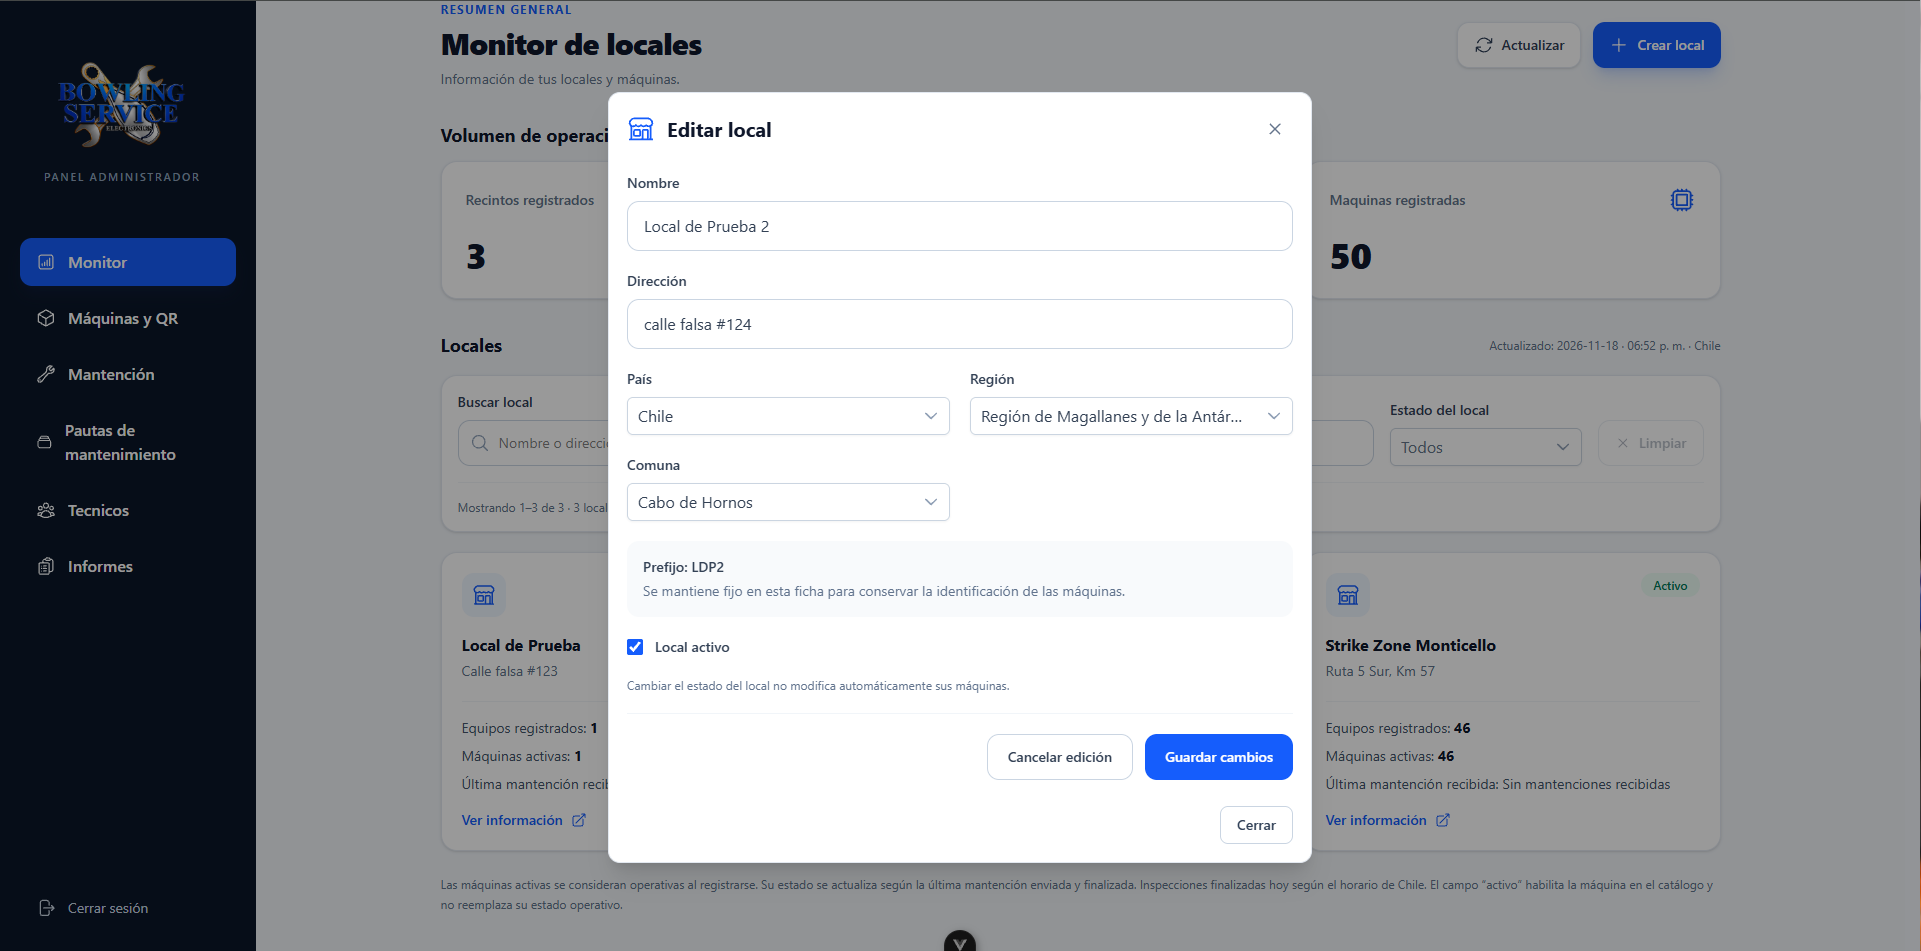 BOWLING
SERVICE
ELECTRONICS
PANEL ADMINISTRADOR
Monitor
Máquinas y QR
Mantención
Pautas de
mantenimiento
Tecnicos
Informes
Cerrar sesión
RESUMEN GENERAL
Monitor de locales
Información de tus locales y máquinas.
Actualizar
Crear local
Volumen de operaci
Recintos registrados
3
Maquinas registradas
50
Locales
Actualizado: 2026-11-18 · 06:52 p. m. · Chile
Buscar local
Nombre o direcci
Estado del local
Todos
Limpiar
Mostrando 1–3 de 3 · 3 local
Local de Prueba
Calle falsa #123
Equipos registrados: 1
Máquinas activas: 1
Última mantención recib
Ver información
Activo
Strike Zone Monticello
Ruta 5 Sur, Km 57
Equipos registrados: 46
Máquinas activas: 46
Última mantención recibida: Sin mantenciones recibidas
Ver información
Las máquinas activas se consideran operativas al registrarse. Su estado se actualiza según la última mantención enviada y finalizada. Inspecciones finalizadas hoy según el horario de Chile. El campo "activo" habilita la máquina en el catálogo y
no reemplaza su estado operativo.
Editar local
Nombre
Local de Prueba 2
Dirección
calle falsa #124
País
Chile
Región
Región de Magallanes y de la Antár...
Comuna
Cabo de Hornos
Prefijo: LDP2
Se mantiene fijo en esta ficha para conservar la identificación de las máquinas.
Local activo
Cambiar el estado del local no modifica automáticamente sus máquinas.
Cancelar edición
Guardar cambios
Cerrar